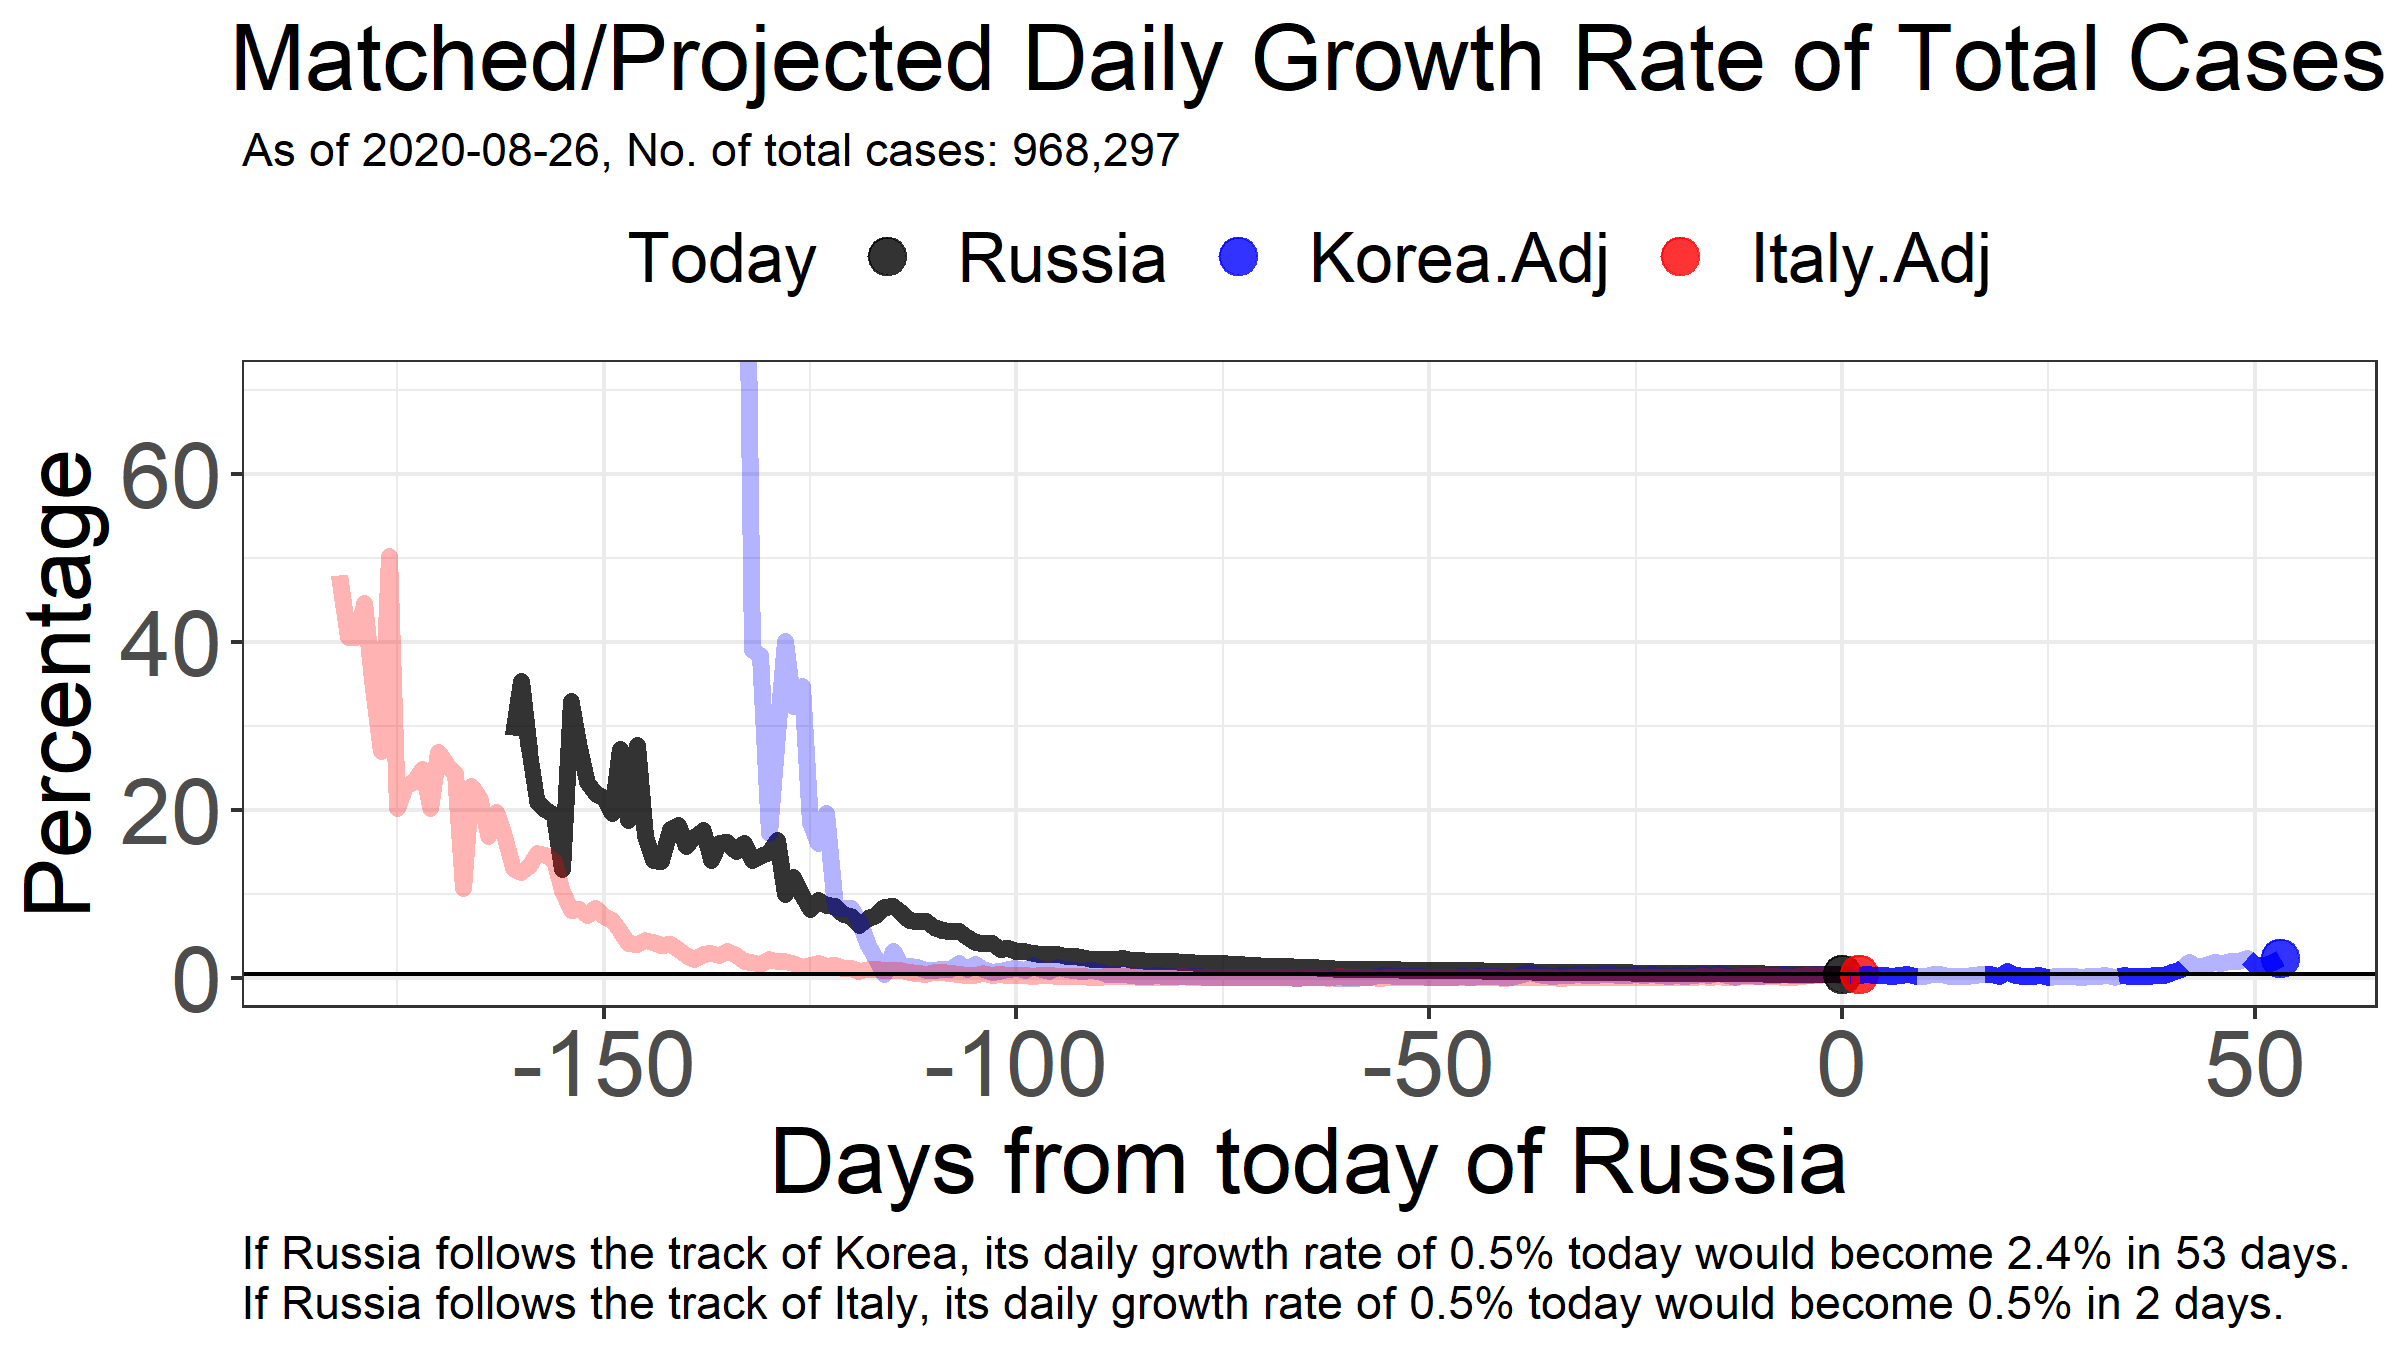 Matched/Projected Daily Growth Rate of Total Cases
As of 2020-08-26, No. of total cases: 968,297
Today Russia Korea.Adj Italy.Adj
Percentage
60
40
20
0
-150 -100 -50 0 50
Days from today of Russia
If Russia follows the track of Korea, its daily growth rate of 0.5% today would become 2.4% in 53 days.
If Russia follows the track of Italy, its daily growth rate of 0.5% today would become 0.5% in 2 days.